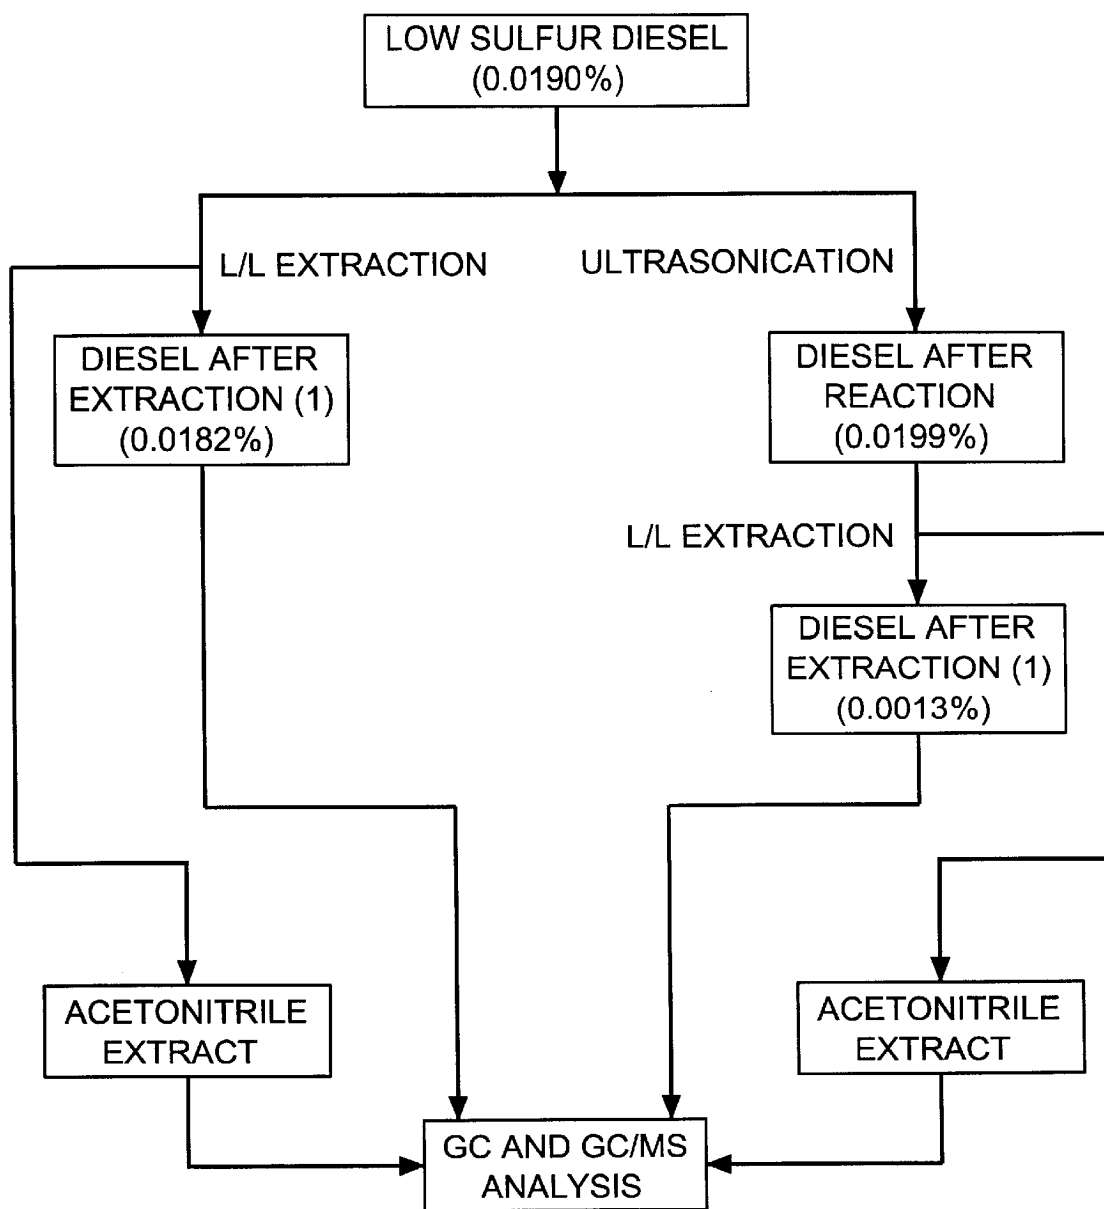 LOW SULFUR DIESEL
(0.0190%)
L/L EXTRACTION
ULTRASONICATION
DIESEL AFTER
EXTRACTION (1)
(0.0182%)
DIESEL AFTER
REACTION
(0.0199%)
L/L EXTRACTION
DIESEL AFTER
EXTRACTION (1)
(0.0013%)
ACETONITRILE
EXTRACT
ACETONITRILE
EXTRACT
GC AND GC/MS
ANALYSIS